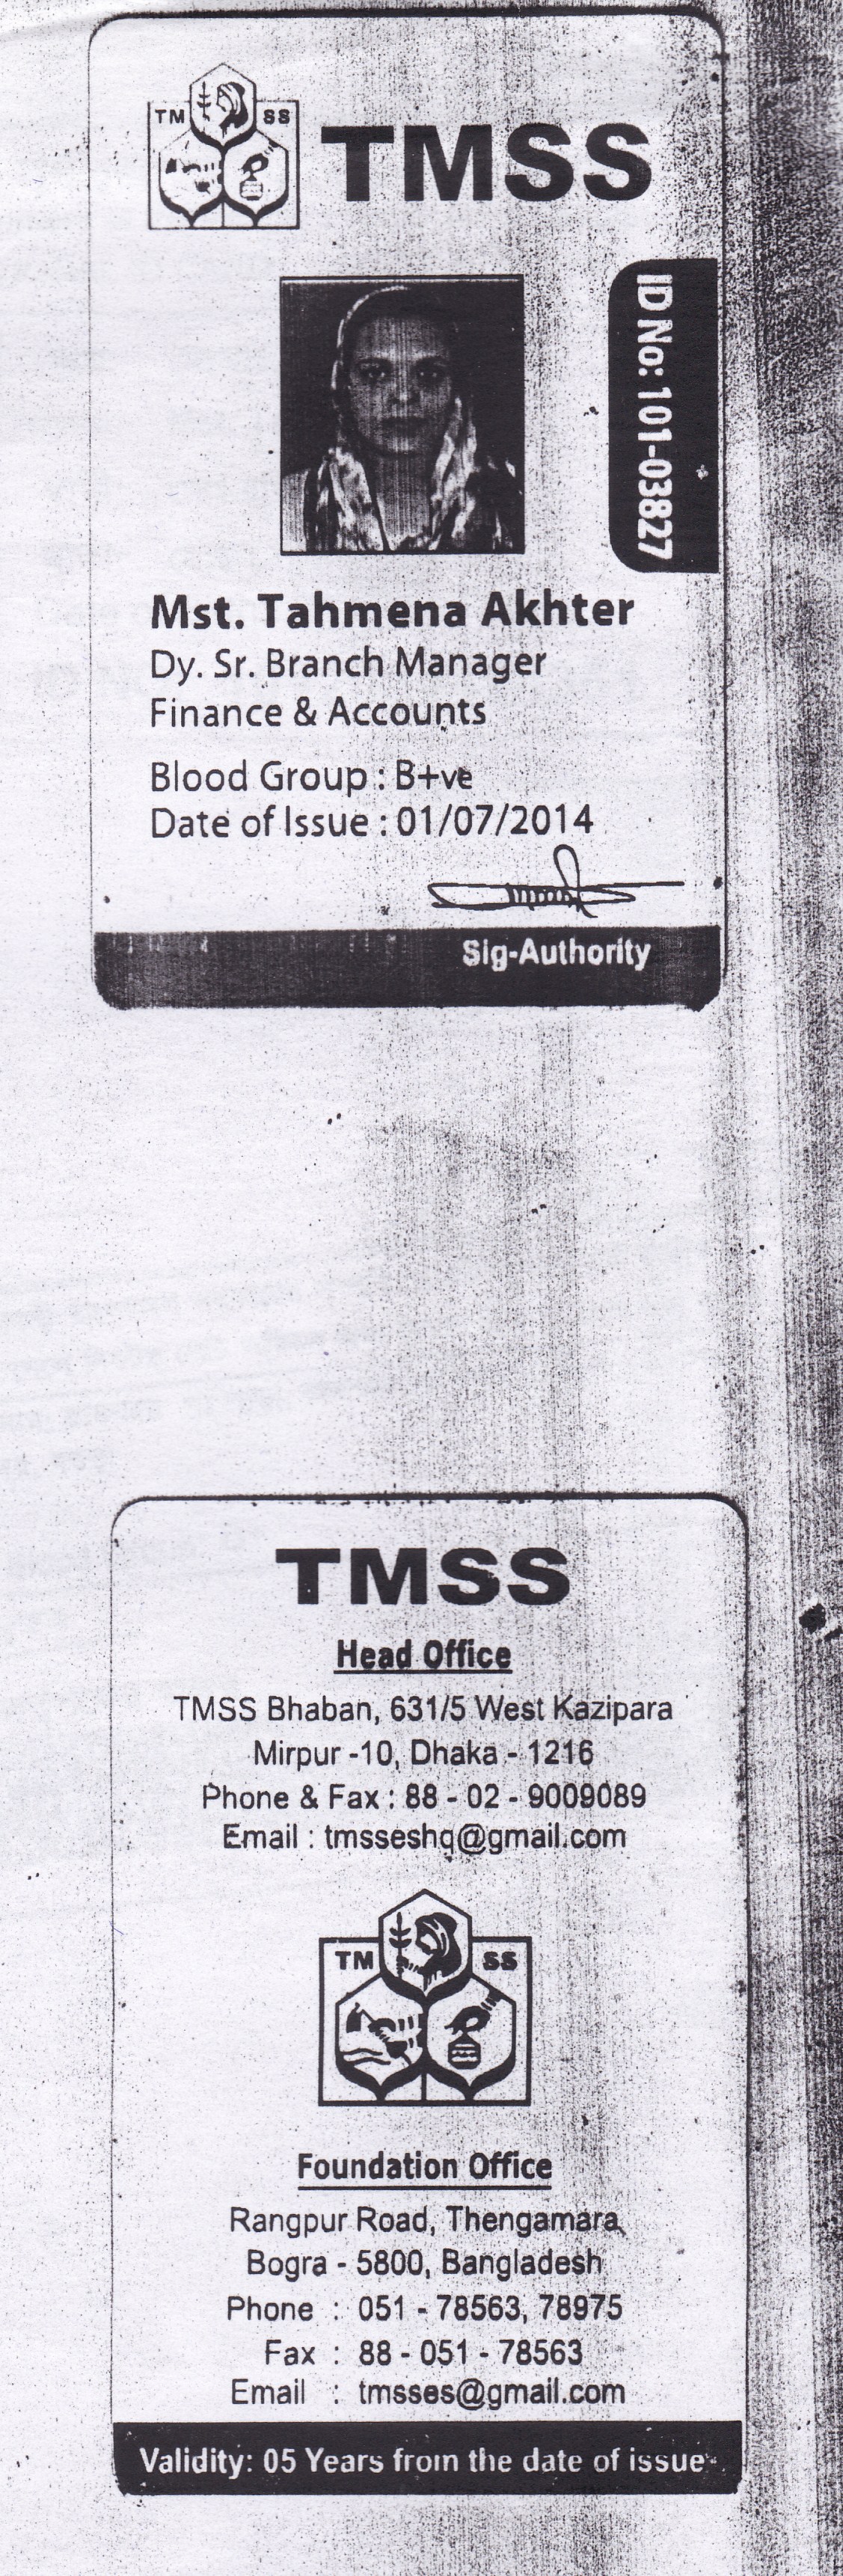 TM SS
TMSS
ID No: 101-03827
Mst. Tahmena Akhter
Dy. Sr. Branch Manager
Finance & Accounts
Blood Group : B+ve
Date of Issue : 01/07/2014
Sig-Authority
TMSS
Head Office
TMSS Bhaban, 631/5 West Kazipara
Mirpur -10, Dhaka - 1216
Phone & Fax : 88 - 02 - 9009089
Email : tmsseshq@gmail.com
TM SS
Foundation Office
Rangpur Road, Thengamara,
Bogra - 5800, Bangladesh
Phone : 051 - 78563, 78975
Fax : 88 - 051 - 78563
Email : tmsses@gmail.com
Validity: 05 Years from the date of issue